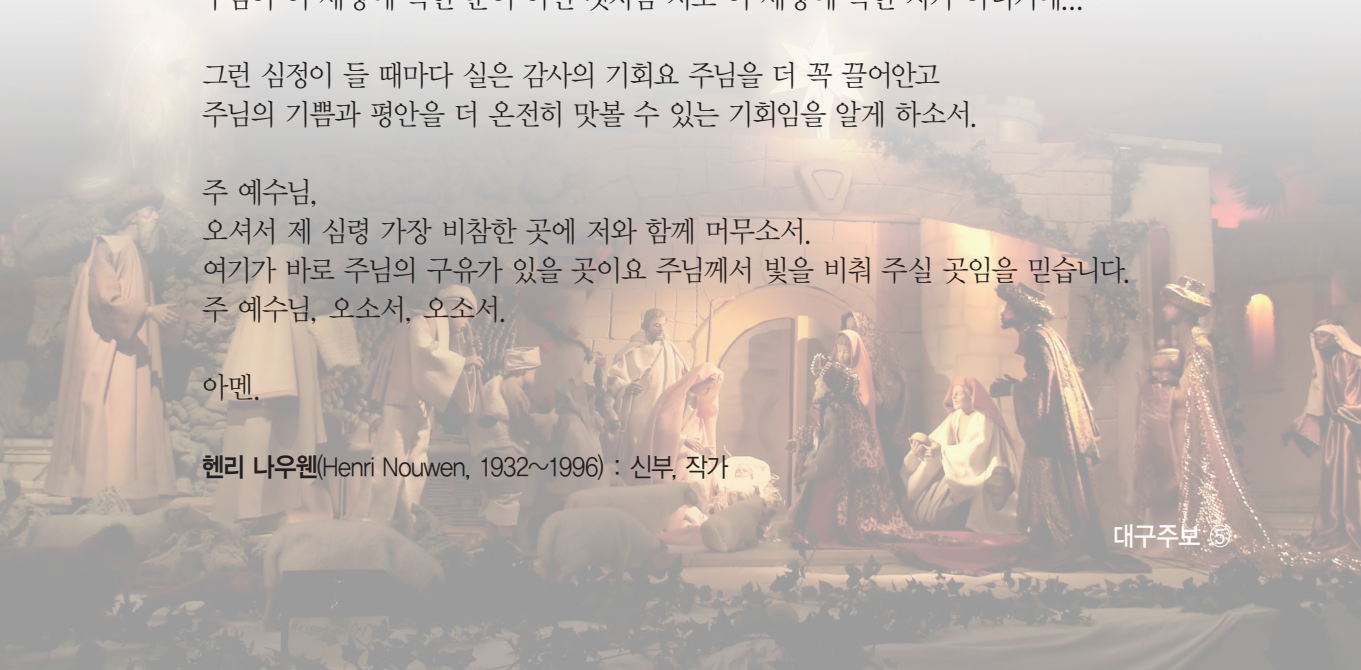 그런 심정이 들 때마다 실은 감사의 기회요 주님을 더 꼭 끌어안고
주님의 기쁨과 평안을 더 온전히 맛볼 수 있는 기회임을 알게 하소서.
주 예수님,
오셔서 제 심령 가장 비참한 곳에 저와 함께 머무소서.
여기가 바로 주님의 구유가 있을 곳이요 주님께서 빛을 비춰 주실 곳임을 믿습니다.
주 예수님, 오소서, 오소서.
아멘.
헨리 나우웬(Henri Nouwen, 1932~1996) : 신부, 작가
대구주보 ⑤